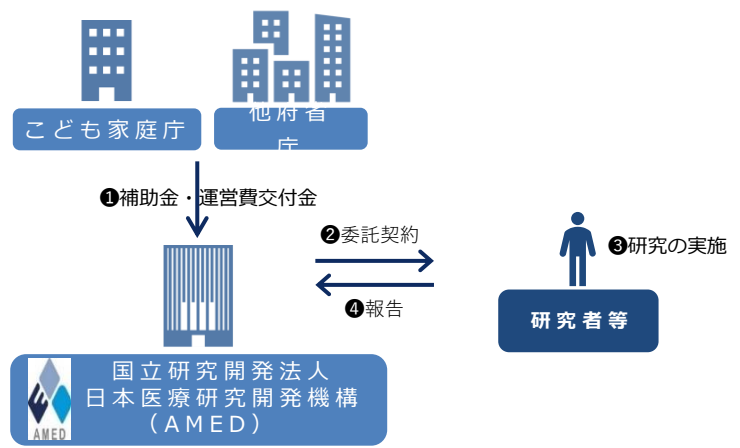 こども家庭庁
他府省
庁
❶補助金・運営費交付金
❷委託契約
❸研究の実施
❹報告
研究者等
国立研究開発法人
日本医療研究開発機構
（AMED）
AMED